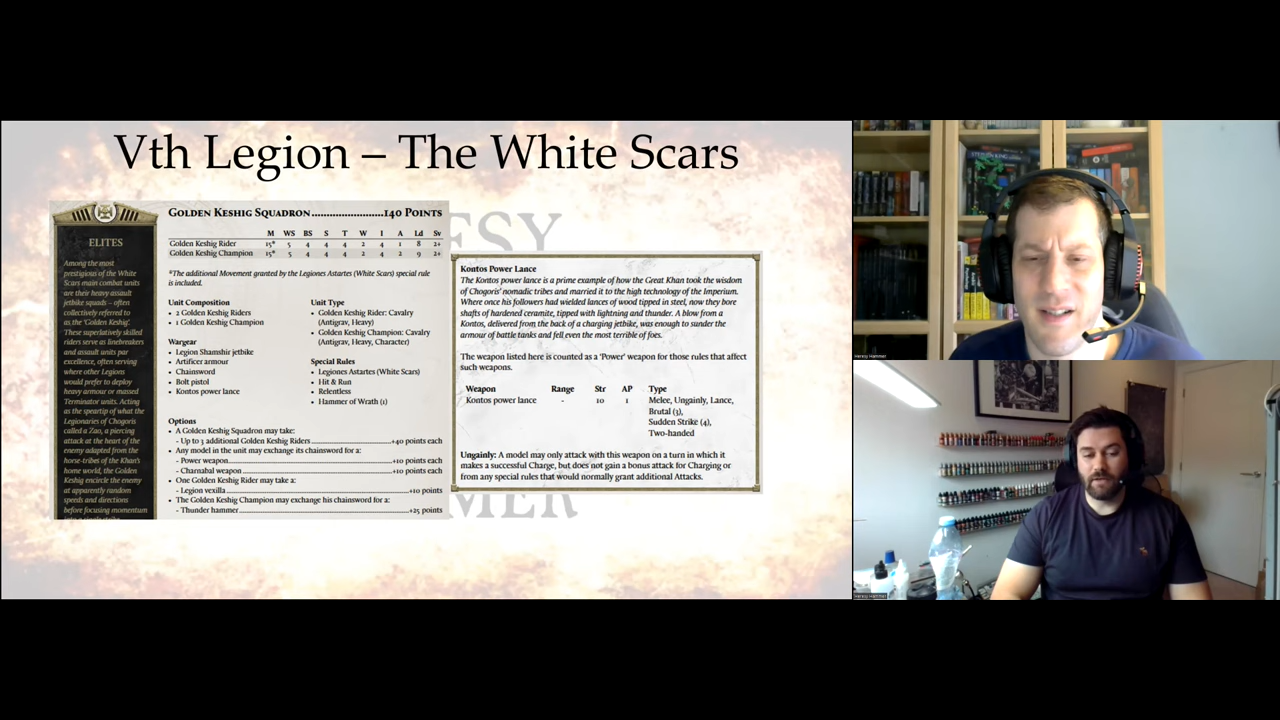 Vth Legion – The White Scars
ELITES
Among the most
prestigious of the White
Scars main combat units
are their heavy assault
jetbike squads – often
collectively referred to
as the 'Golden Keshig'.
These superlatively skilled
riders serve as linebreakers
and assault units par
excellence, often serving
where other Legions
would prefer to deploy
heavy armour or massed
Terminator units. Acting
as the speartip of what the
Legionaries of Chogoris
called a Zao, a piercing
attack at the heart of the
enemy adapted from the
horse-tribes of the Khan's
home world, the Golden
Keshig encircle the enemy
at apparently random
speeds and directions
before focusing momentum
GOLDEN KESHIG SQUADRON........................140 POINTS
M WS BS S T W I A Ld Sv
Golden Keshig Rider 15* 5 4 4 4 2 4 1 8 2+
Golden Keshig Champion 15* 5 4 4 4 2 4 2 9 2+
*The additional Movement granted by the Legiones Astartes (White Scars) special rule
is included.
Unit Composition
• 2 Golden Keshig Riders
• 1 Golden Keshig Champion
Wargear
• Legion Shamshir jetbike
• Artificer armour
• Chainsword
• Bolt pistol
• Kontos power lance
Unit Type
• Golden Keshig Rider: Cavalry
(Antigrav, Heavy)
• Golden Keshig Champion: Cavalry
(Antigrav, Heavy, Character)
Special Rules
• Legiones Astartes (White Scars)
• Hit & Run
• Relentless
• Hammer of Wrath (1)
Options
• A Golden Keshig Squadron may take:
- Up to 3 additional Golden Keshig Riders ........ +40 points each
• Any model in the unit may exchange its chainsword for a:
- Power weapon ........ +10 points each
- Charnabal weapon ........ +10 points each
• One Golden Keshig Rider may take a:
- Legion vexilla ........ +10 points
• The Golden Keshig Champion may exchange his chainsword for a:
- Thunder hammer ........ +25 points
Kontos Power Lance
The Kontos power lance is a prime example of how the Great Khan took the wisdom
of Chogoris' nomadic tribes and married it to the high technology of the Imperium.
Where once his followers had wielded lances of wood tipped in steel, now they bore
shafts of hardened ceramite, tipped with lightning and thunder. A blow from a
Kontos, delivered from the back of a charging jetbike, was enough to sunder the
armour of battle tanks and fell even the most terrible of foes.
The weapon listed here is counted as a 'Power' weapon for those rules that affect
such weapons.
Weapon Range Str AP Type
Kontos power lance - 10 1 Melee, Ungainly, Lance,
Brutal (3),
Sudden Strike (4),
Two-handed
Ungainly: A model may only attack with this weapon on a turn in which it
makes a successful Charge, but does not gain a bonus attack for Charging or
from any special rules that would normally grant additional Attacks.
ESY
MER
STEPHEN KING
Heresy Hammer
Heresy Hammer